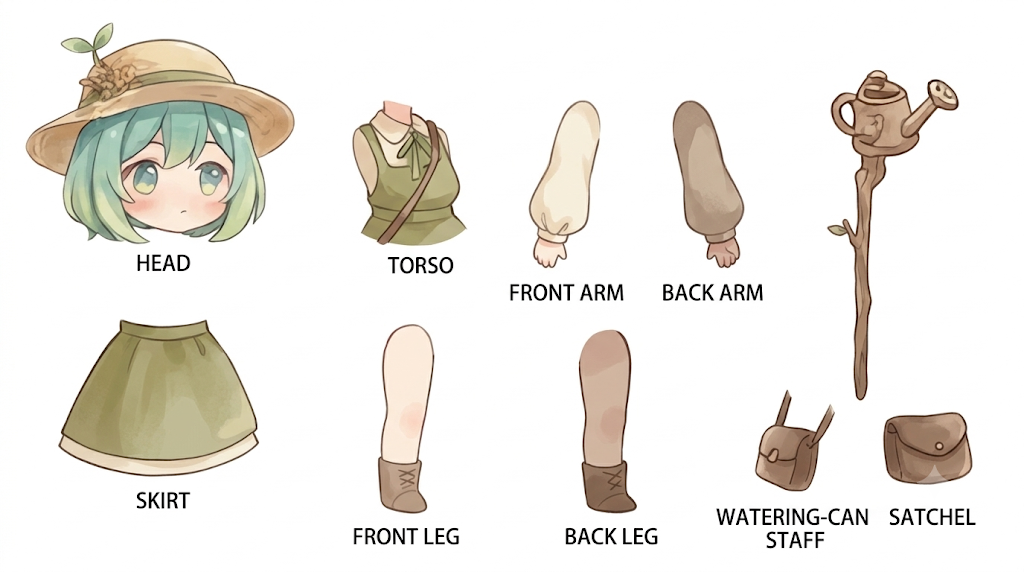 HEAD
TORSO
FRONT ARM
BACK ARM
SKIRT
FRONT LEG
BACK LEG
WATERING-CAN
STAFF
SATCHEL